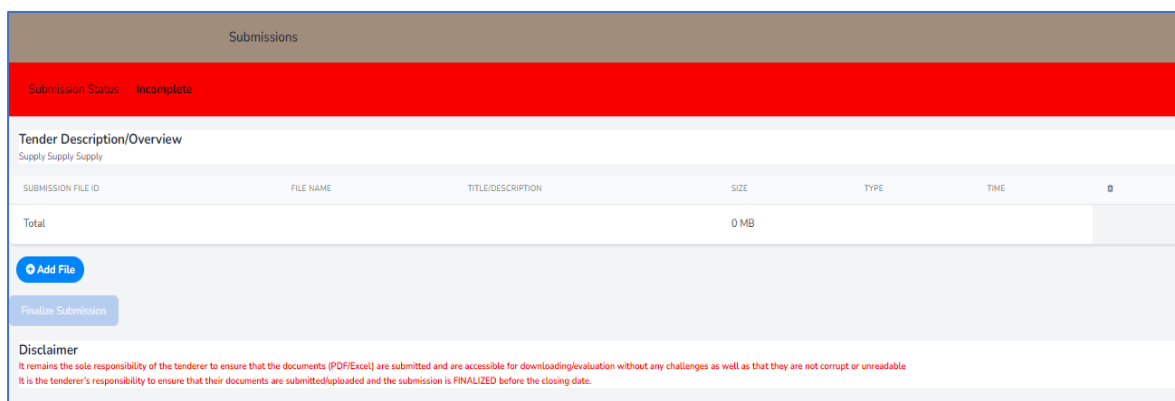 Submissions
Submission Status Incomplete
Tender Description/Overview
Supply Supply Supply
SUBMISSION FILE ID FILE NAME TITLE/DESCRIPTION SIZE TYPE TIME
Total 0 MB
Add File
Finalize Submission
Disclaimer
It remains the sole responsibility of the tenderer to ensure that the documents (PDF/Excel) are submitted and are accessible for downloading/evaluation without any challenges as well as that they are not corrupt or unreadable
It is the tenderer's responsibility to ensure that their documents are submitted/uploaded and the submission is FINALIZED before the closing date.